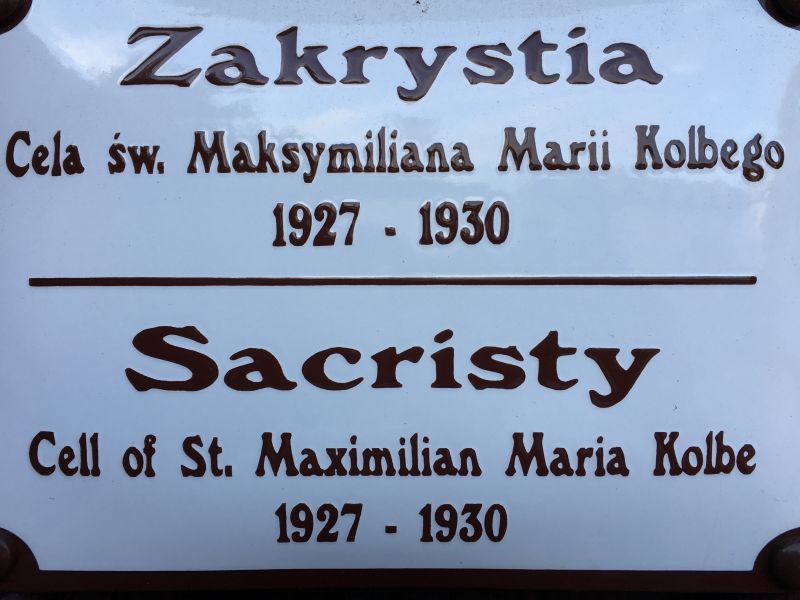 Zakrystia
Cela św. Maksymiliana Marii Kolbego
1927 - 1930
Sacristy
Cell of St. Maximilian Maria Kolbe
1927 - 1930